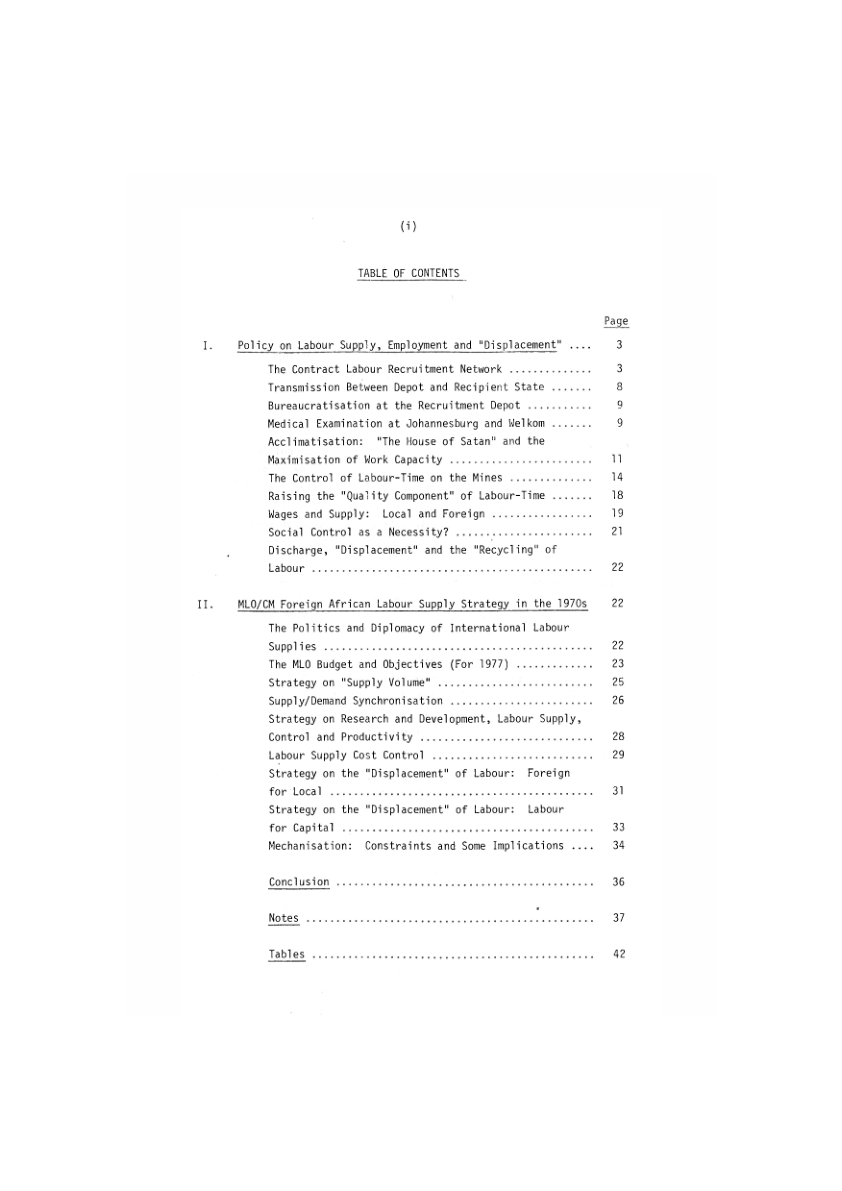 (i)
TABLE OF CONTENTS
Page
I. Policy on Labour Supply, Employment and "Displacement" .... 3
The Contract Labour Recruitment Network .............. 3
Transmission Between Depot and Recipient State ....... 8
Bureaucratisation at the Recruitment Depot ........... 9
Medical Examination at Johannesburg and Welkom ....... 9
Acclimatisation: "The House of Satan" and the
Maximisation of Work Capacity ........................ 11
The Control of Labour-Time on the Mines .............. 14
Raising the "Quality Component" of Labour-Time ....... 18
Wages and Supply: Local and Foreign ................. 19
Social Control as a Necessity? ....................... 21
Discharge, "Displacement" and the "Recycling" of
Labour ............................................... 22
II. MLO/CM Foreign African Labour Supply Strategy in the 1970s 22
The Politics and Diplomacy of International Labour
Supplies ............................................. 22
The MLO Budget and Objectives (For 1977) ............. 23
Strategy on "Supply Volume" .......................... 25
Supply/Demand Synchronisation ........................ 26
Strategy on Research and Development, Labour Supply,
Control and Productivity ............................. 28
Labour Supply Cost Control ........................... 29
Strategy on the "Displacement" of Labour: Foreign
for Local ............................................ 31
Strategy on the "Displacement" of Labour: Labour
for Capital .......................................... 33
Mechanisation: Constraints and Some Implications .... 34
Conclusion ........................................... 36
Notes ................................................ 37
Tables ............................................... 42